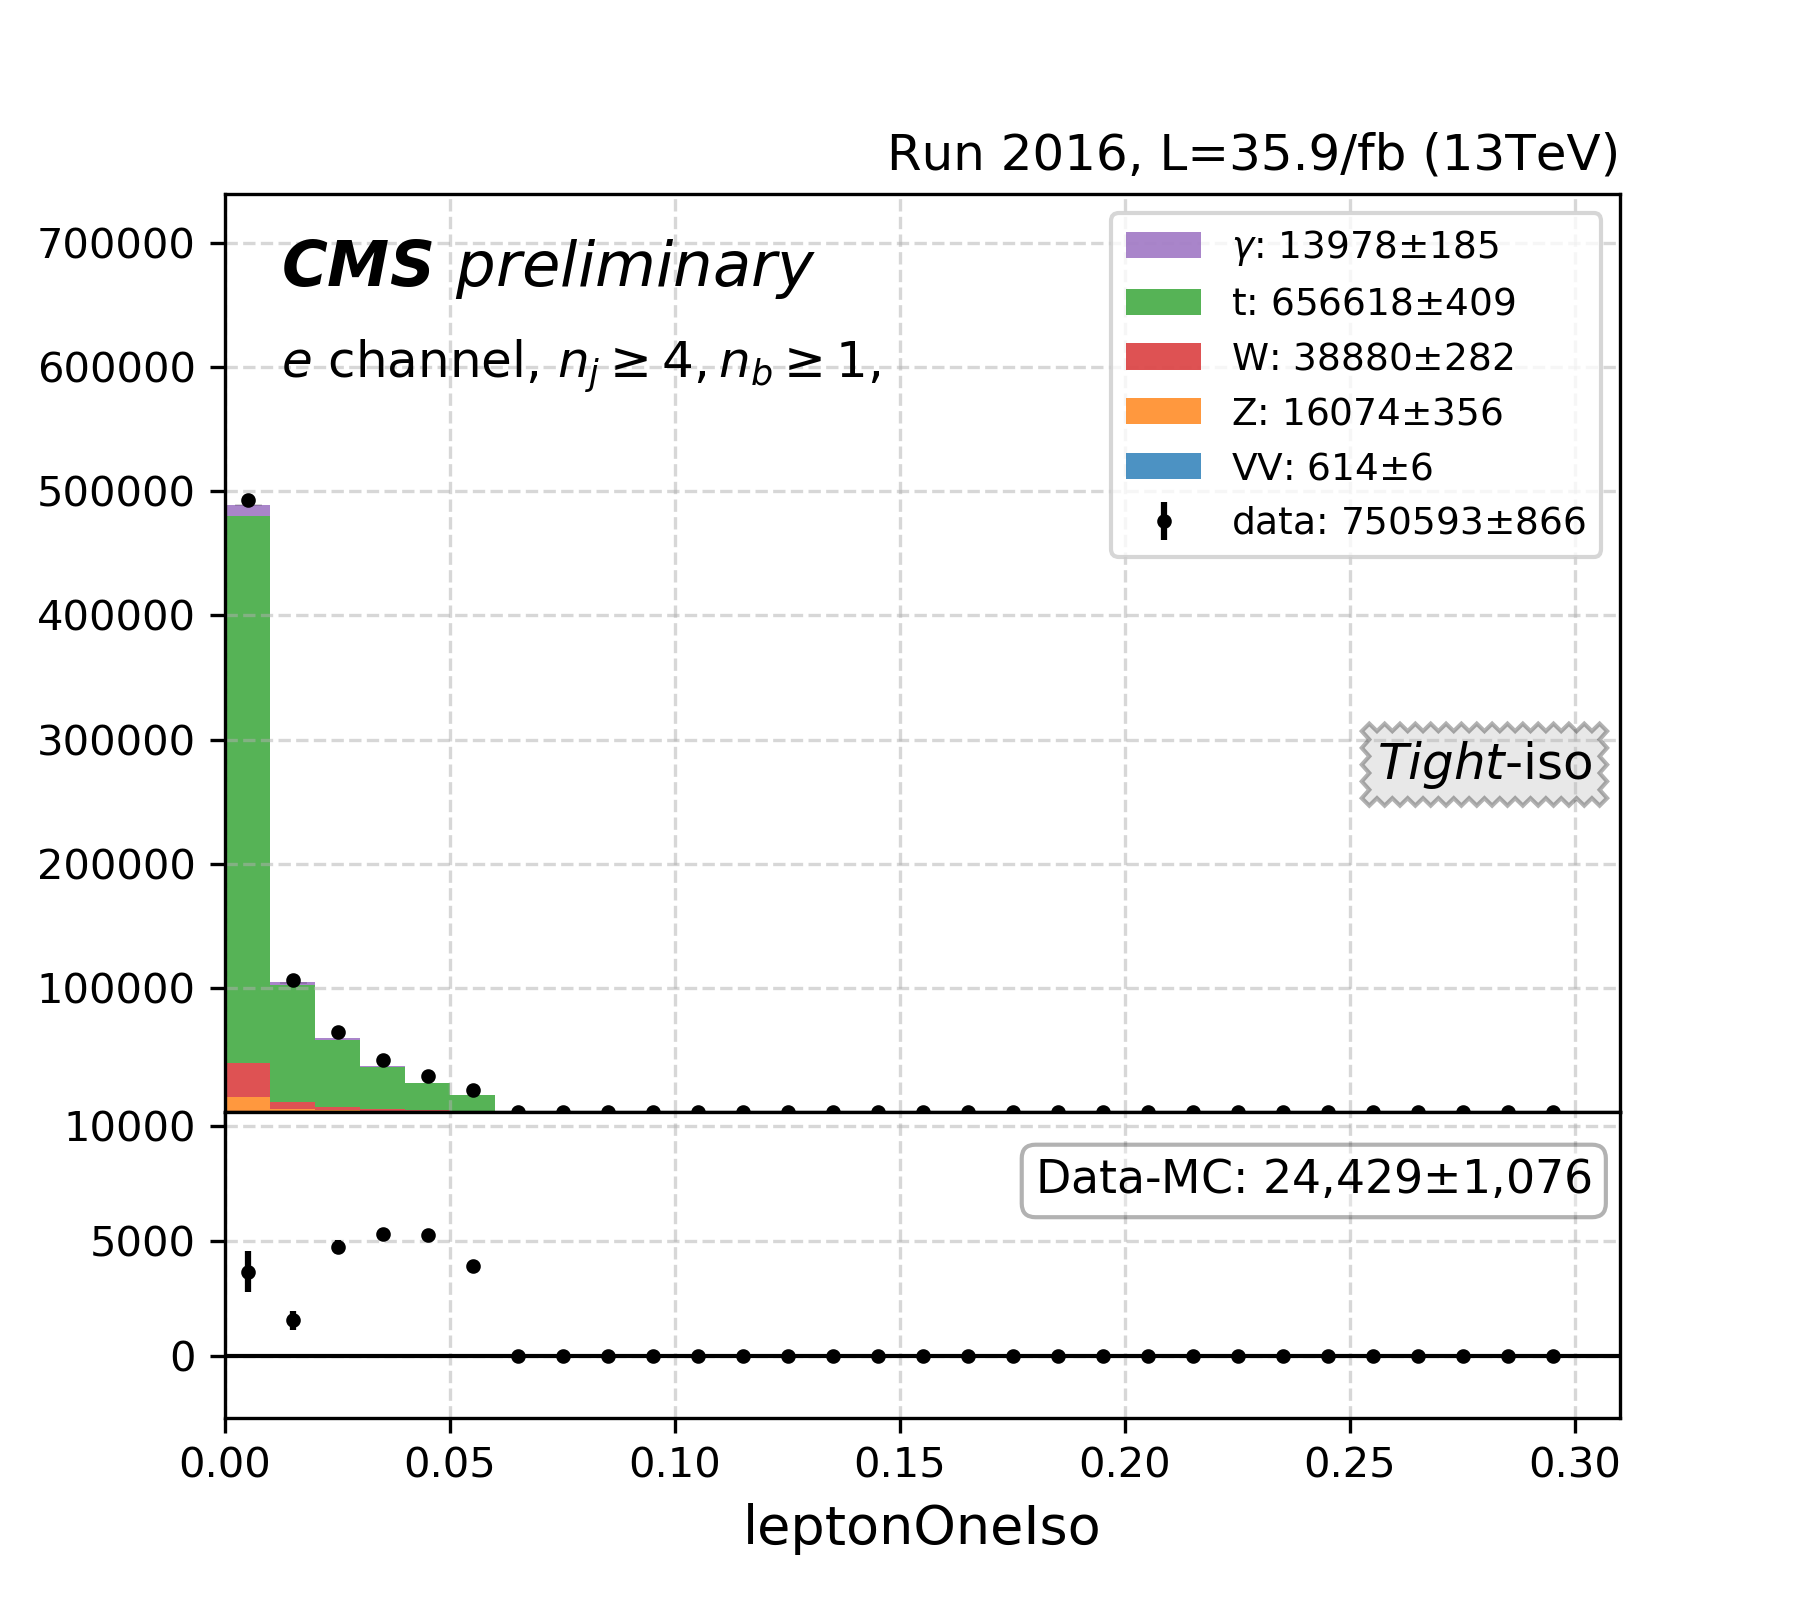 Run 2016, L=35.9/fb (13TeV)
700000
600000
500000
400000
300000
200000
100000
CMS preliminary
e channel, n_j ≥ 4, n_b ≥ 1,
γ: 13978±185
t: 656618±409
W: 38880±282
Z: 16074±356
VV: 614±6
data: 750593±866
Tight-iso
10000
5000
0
Data-MC: 24,429±1,076
0.00 0.05 0.10 0.15 0.20 0.25 0.30
leptonOneIso